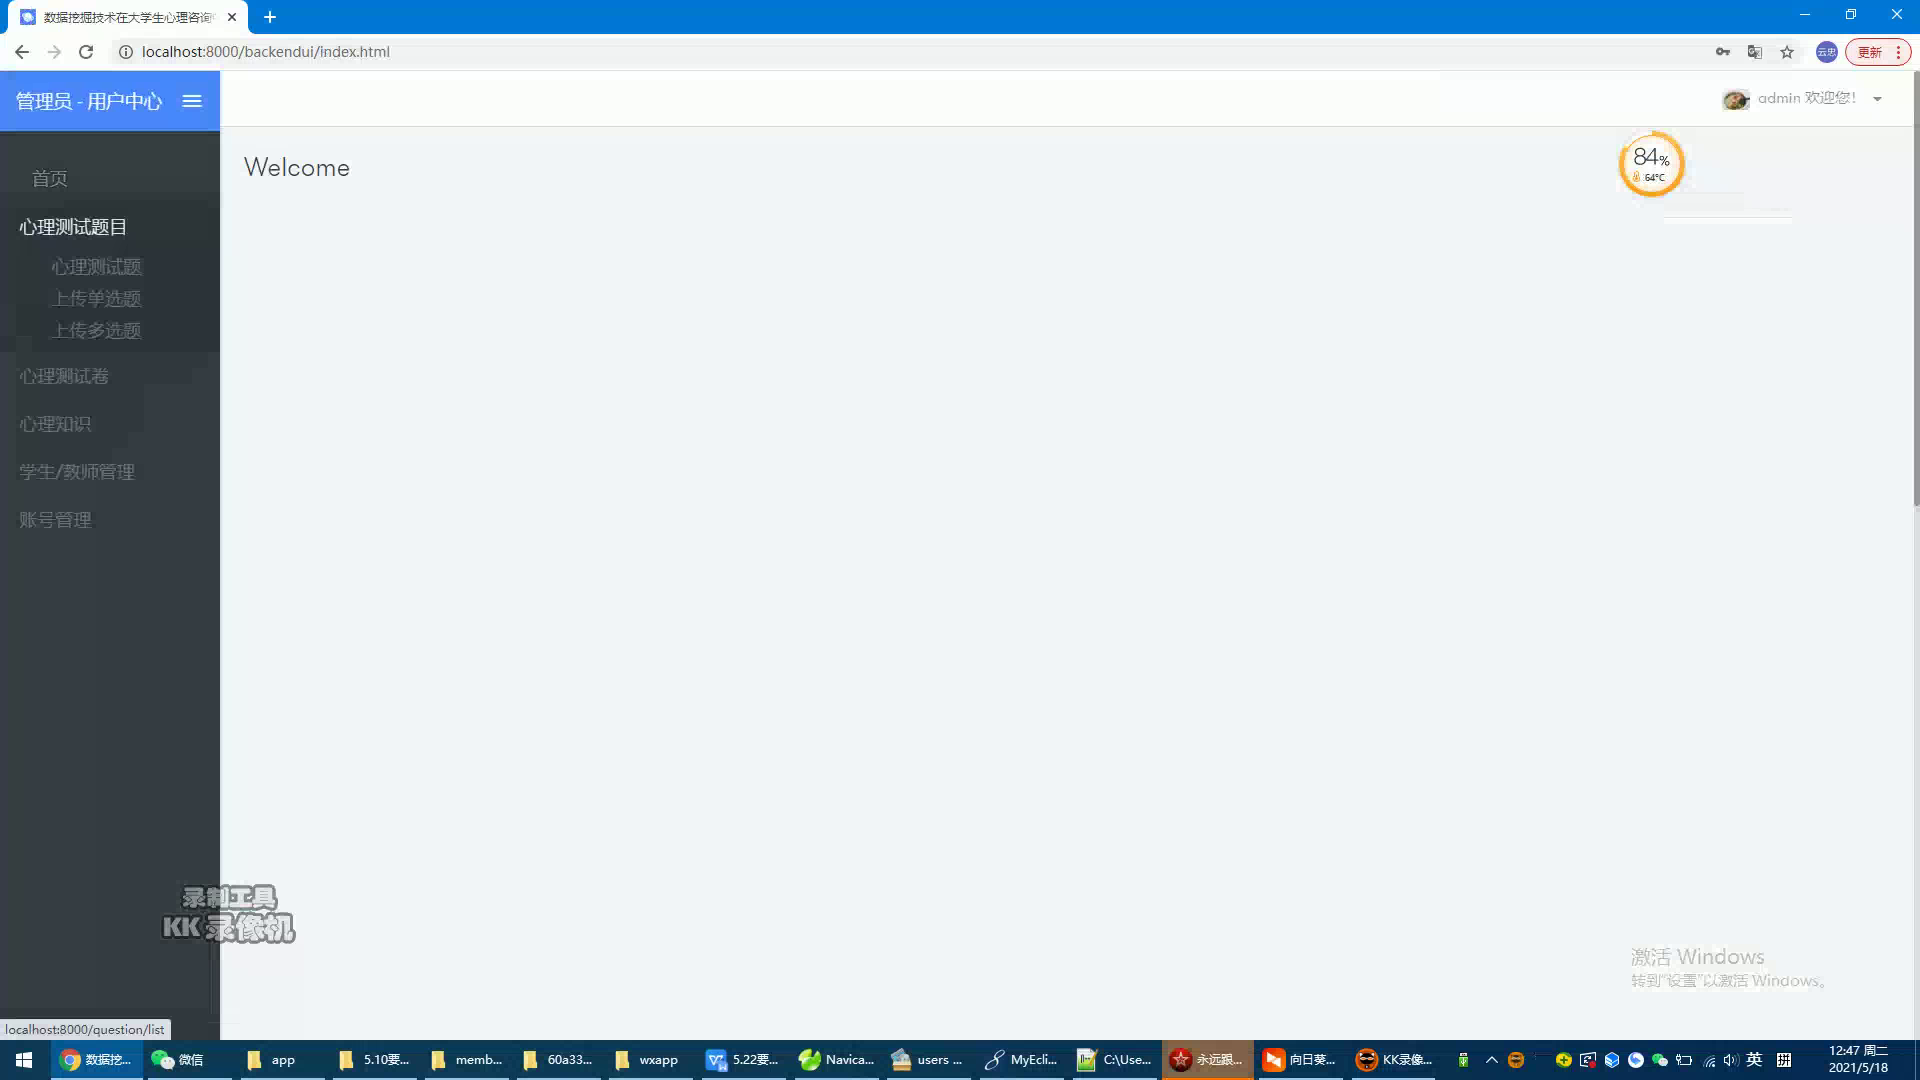 数据挖掘技术在大学生心理咨询
localhost:8000/backendui/index.html
云忠
更新
管理员 - 用户中心
admin 欢迎您!
Welcome
84%
64°C
首页
心理测试题目
心理测试题
上传单选题
上传多选题
心理测试卷
心理知识
学生/教师管理
账号管理
录制工具
KK 录像机
激活 Windows
转到"设置"以激活 Windows。
localhost:8000/question/list
数据挖...
微信
app
5.10要...
memb...
60a33...
wxapp
5.22要...
Navica...
users ...
MyEcli...
C:\Use...
永远跟...
向日葵...
KK录像...
英
拼
12:47 周二
2021/5/18